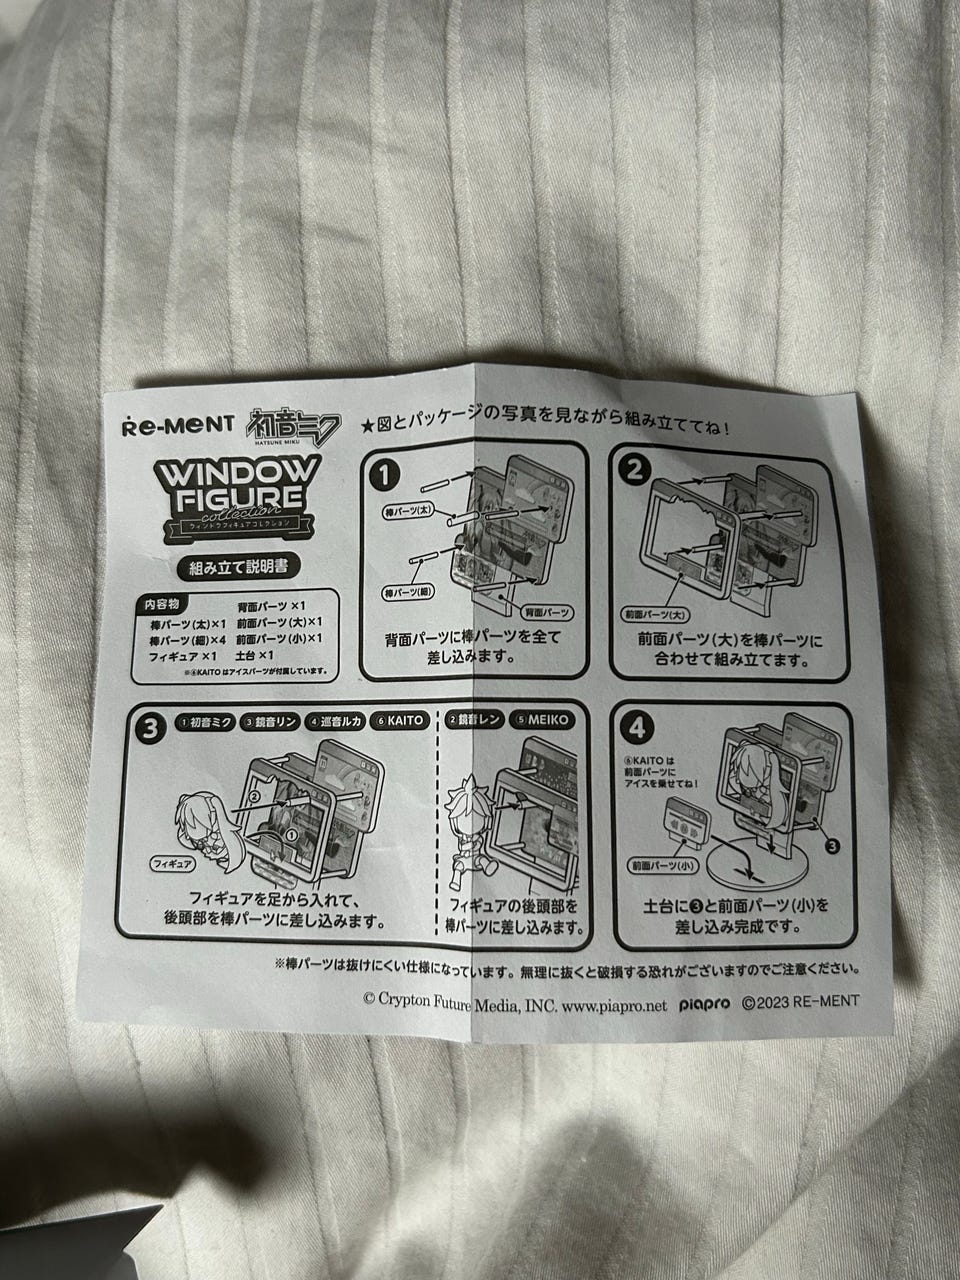 Re-MeNT 初音ミク
HATSUNE MIKU
WINDOW
FIGURE
collection
ウィンドウフィギュアコレクション
組み立て説明書
内容物
背面パーツ ×1
棒パーツ(太)×1 前面パーツ(大)×1
棒パーツ(細)×4 前面パーツ(小)×1
フィギュア ×1 土台 ×1
※⑥KAITOはアイスパーツが付属しています。
★図とパッケージの写真を見ながら組み立ててね!
1
棒パーツ(太)
棒パーツ(細)
背面パーツ
背面パーツに棒パーツを全て
差し込みます。
2
前面パーツ(大)
前面パーツ(大)を棒パーツに
合わせて組み立てます。
3
①初音ミク ③鏡音リン ④巡音ルカ ⑥KAITO
②鏡音レン ⑤MEIKO
②
①
フィギュア
フィギュアを足から入れて、
後頭部を棒パーツに差し込みます。
フィギュアの後頭部を
棒パーツに差し込みます。
4
⑥KAITOは
前面パーツに
アイスを乗せてね!
前面パーツ(小)
❸
土台に❸と前面パーツ(小)を
差し込み完成です。
※棒パーツは抜けにくい仕様になっています。無理に抜くと破損する恐れがございますのでご注意ください。
© Crypton Future Media, INC. www.piapro.net piapro ©2023 RE-MENT